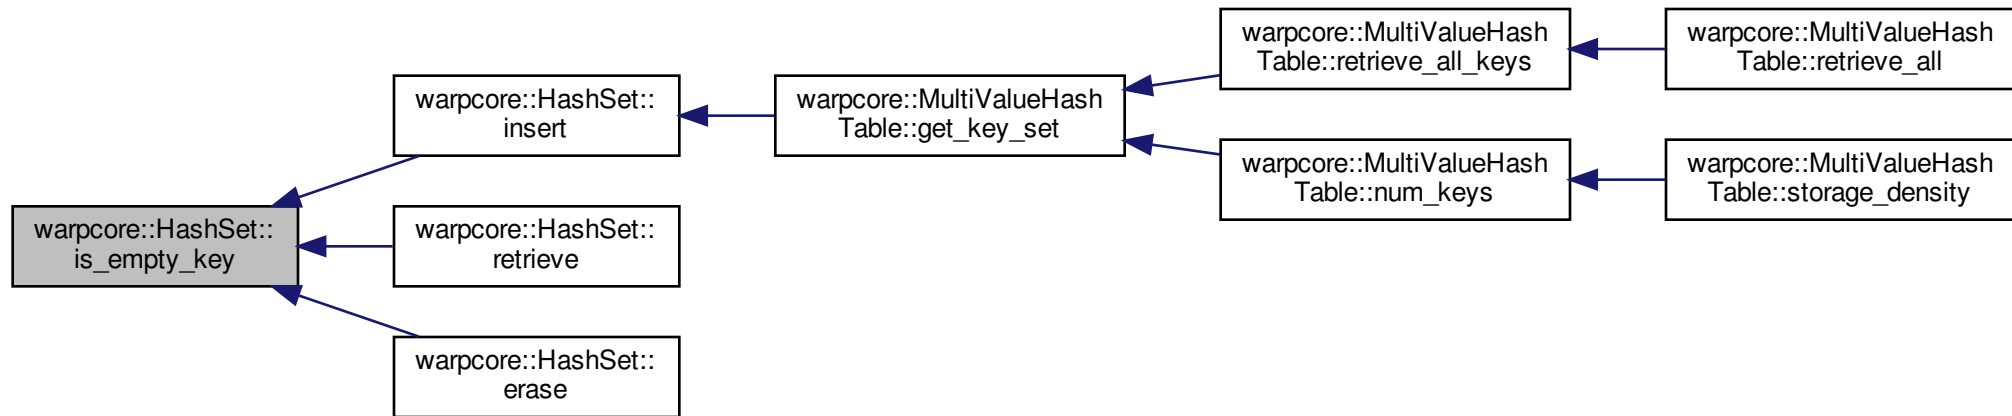 warpcore::HashSet::
is_empty_key
warpcore::HashSet::
insert
warpcore::HashSet::
retrieve
warpcore::HashSet::
erase
warpcore::MultiValueHash
Table::get_key_set
warpcore::MultiValueHash
Table::retrieve_all_keys
warpcore::MultiValueHash
Table::num_keys
warpcore::MultiValueHash
Table::retrieve_all
warpcore::MultiValueHash
Table::storage_density